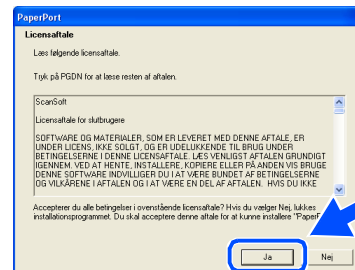 PaperPort
Licensaftale
Læs følgende licensaftale.
Tryk på PGDN for at læse resten af aftalen.
ScanSoft
Licensaftale for slutbrugere
SOFTWARE OG MATERIALER, SOM ER LEVERET MED DENNE AFTALE, ER
UNDER LICENS, IKKE SOLGT, OG ER UDELUKKENDE TIL BRUG UNDER
BETINGELSERNE I DENNE LICENSAFTALE. LÆS VENLIGST AFTALEN GRUNDIGT
IGENNEM. VED AT HENTE, INSTALLERE, KOPIERE ELLER PÅ ANDEN VIS BRUGE
DENNE SOFTWARE INDVILLIGER DU I AT VÆRE BUNDET AF BETINGELSERNE
OG VILKÅRENE I AFTALEN OG I AT VÆRE EN DEL AF AFTALEN. HVIS DU IKKE
Accepterer du alle betingelser i ovenstående licensaftale? Hvis du vælger Nej, lukkes
installationsprogrammet. Du skal acceptere denne aftale for at kunne installere "PaperP
Ja
Nej